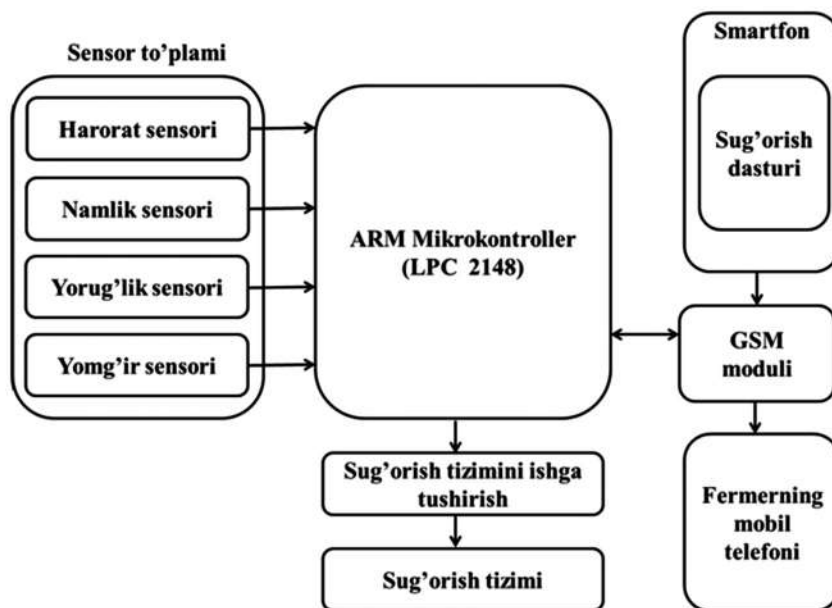 Sensor to’plami
Harorat sensori
Namlik sensori
Yorug’lik sensori
Yomg’ir sensori
ARM Mikrokontroller
(LPC 2148)
Sug’orish tizimini ishga
tushirish
Sug’orish tizimi
Smartfon
Sug’orish
dasturi
GSM
moduli
Fermerning
mobil
telefoni